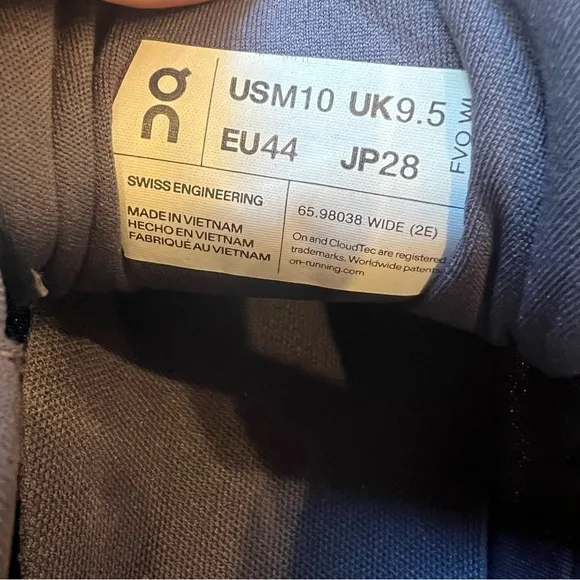 On
USM10 UK9.5
EU44 JP28
SWISS ENGINEERING
MADE IN VIETNAM
HECHO EN VIETNAM
FABRIQUÉ AU VIETNAM
65.98038 WIDE (2E)
On and CloudTec are registered
trademarks. Worldwide patents
on-running.com
FVO